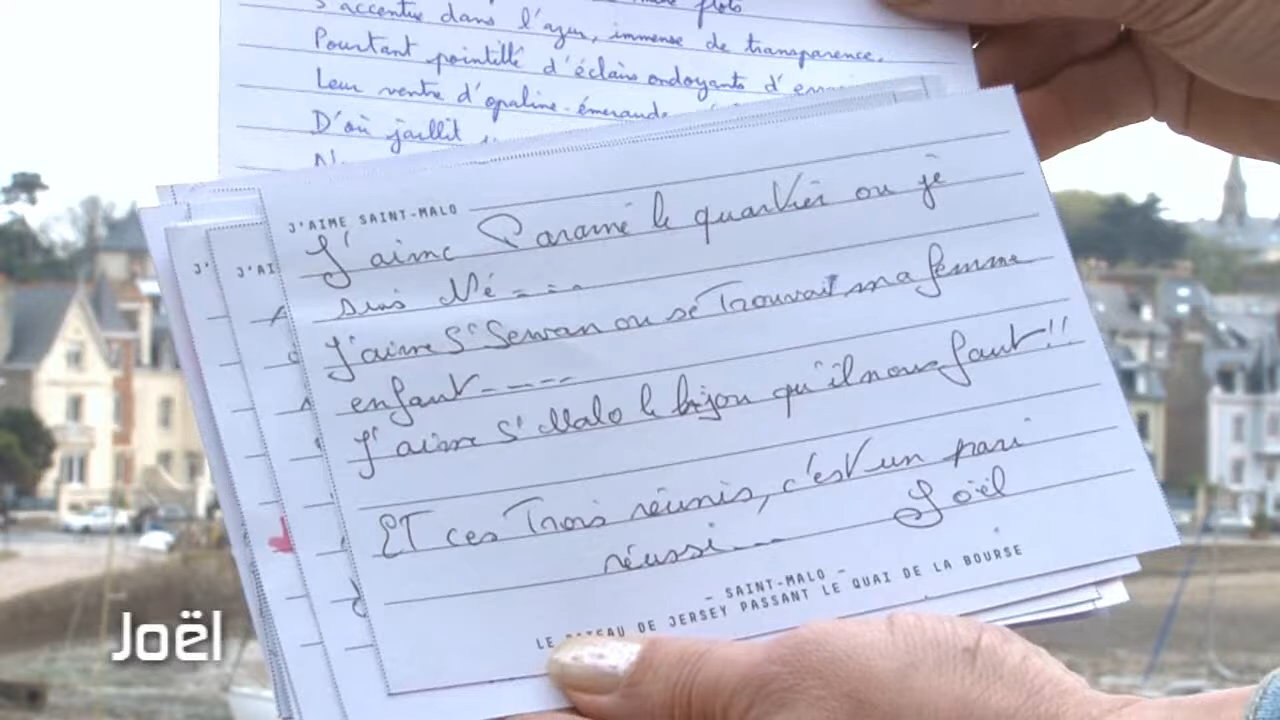 S'accentue dans l'azur, immense de transparence.
Pourtant pointillé d'éclairs ondoyants d'
Leur ventre d'opaline-émeraude
D'où jaillit
J'AIME SAINT-MALO
J'aime Paramé le quartier ou je
suis Né ----
J'aime St Servan ou se Trouvait ma femme
enfant-----
J'aime St Malo le bijou qu'il nous faut!!
ET ces Trois réunis, c'est un pari
réussi---- Joël
– SAINT-MALO –
LE BATEAU DE JERSEY PASSANT LE QUAI DE LA BOURSE
J'
J'AI
Joël